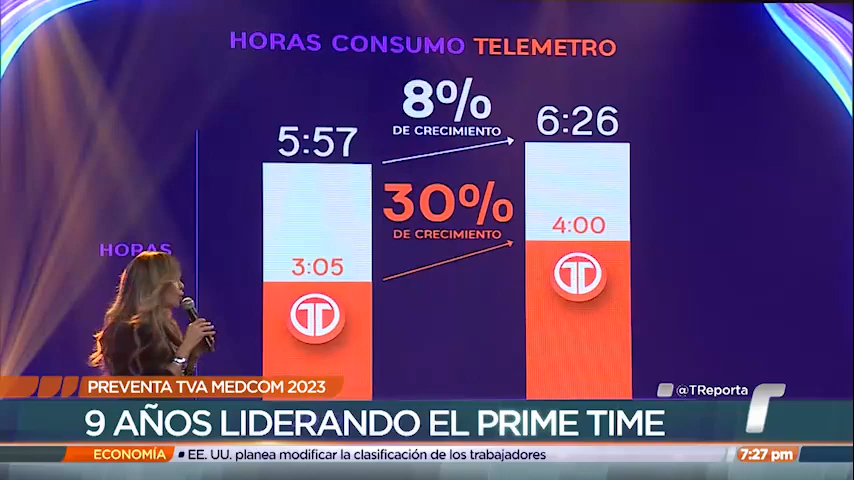 HORAS CONSUMO TELEMETRO
8%
DE CRECIMIENTO
5:57
6:26
30%
DE CRECIMIENTO
3:05
4:00
HORAS
PREVENTA TVA MEDCOM 2023
@TReporta
9 AÑOS LIDERANDO EL PRIME TIME
ECONOMÍA
EE. UU. planea modificar la clasificación de los trabajadores
7:27 pm